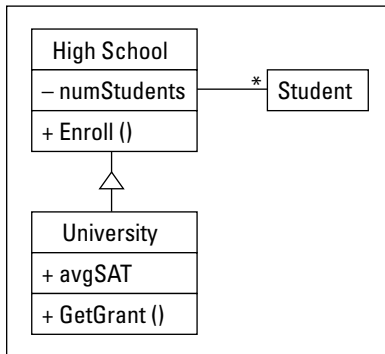 High School
– numStudents
+ Enroll ()
*
Student
University
+ avgSAT
+ GetGrant ()